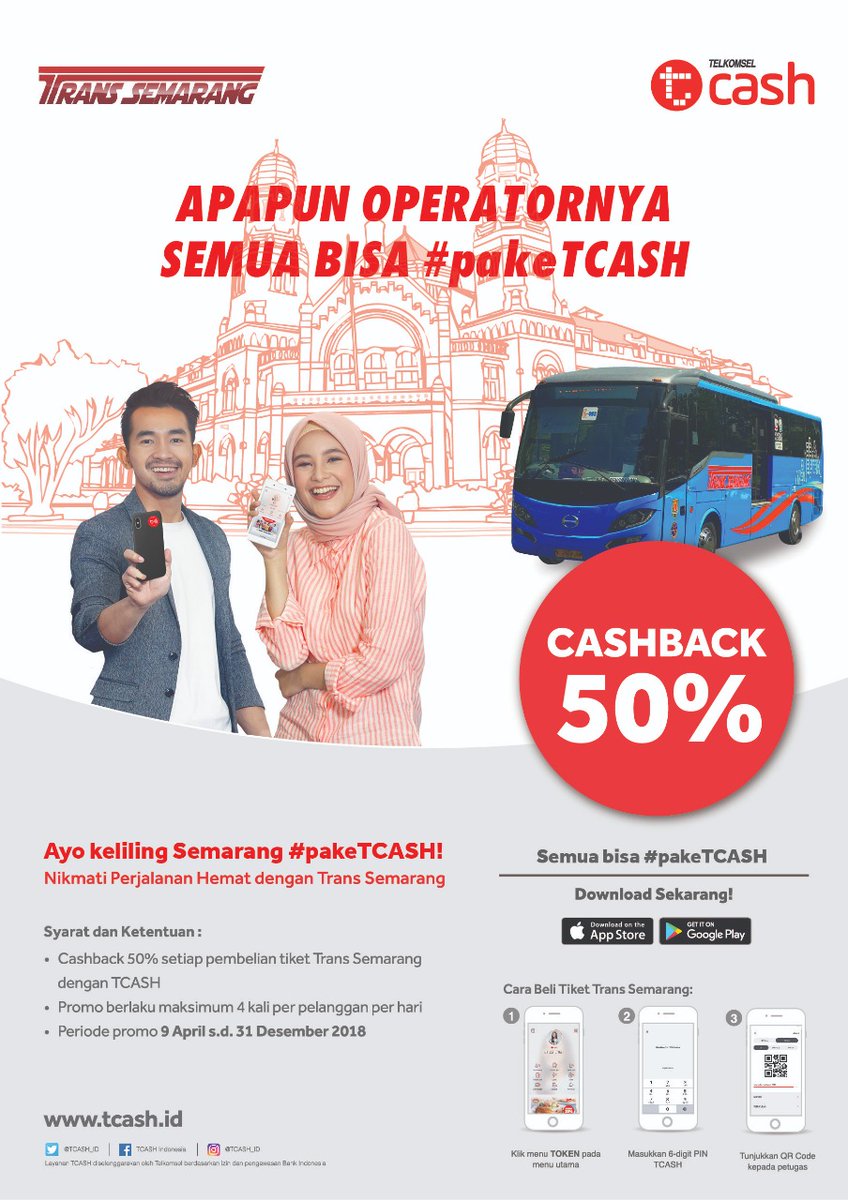 TRANS SEMARANG
TELKOMSEL
t cash
APAPUN OPERATORNYA
SEMUA BISA #pakeTCASH
CASHBACK
50%
Ayo keliling Semarang #pakeTCASH!
Nikmati Perjalanan Hemat dengan Trans Semarang
Syarat dan Ketentuan :
• Cashback 50% setiap pembelian tiket Trans Semarang
dengan TCASH
• Promo berlaku maksimum 4 kali per pelanggan per hari
• Periode promo 9 April s.d. 31 Desember 2018
www.tcash.id
@TCASH_ID | TCASH Indonesia | @TCASH_ID
Layanan TCASH diselenggarakan oleh Telkomsel berdasarkan izin dan pengawasan Bank Indonesia
Semua bisa #pakeTCASH
Download Sekarang!
Download on the
App Store
GET IT ON
Google Play
Cara Beli Tiket Trans Semarang:
1
Klik menu TOKEN pada
menu utama
2
Masukkan 6-digit PIN
TCASH
3
Tunjukkan QR Code
kepada petugas